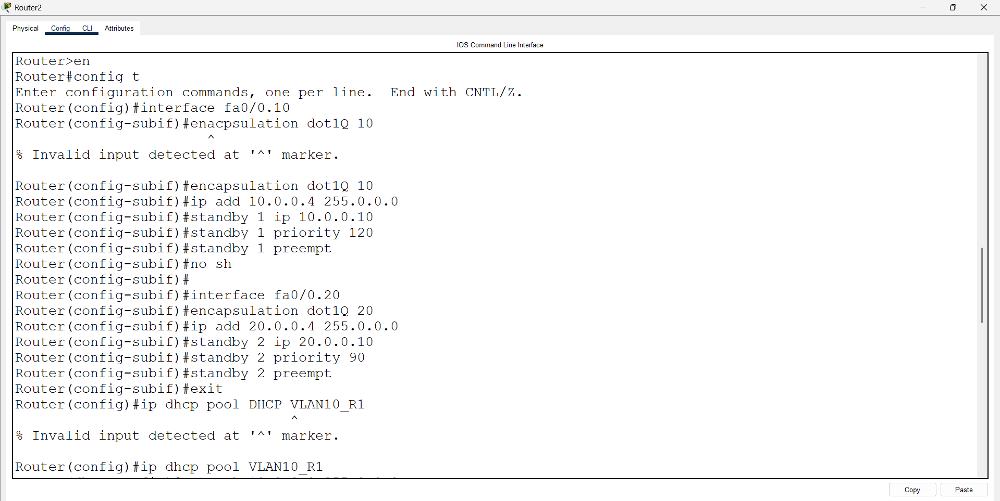 Router2
Physical Config CLI Attributes
IOS Command Line Interface
Router>en
Router#config t
Enter configuration commands, one per line.  End with CNTL/Z.
Router(config)#interface fa0/0.10
Router(config-subif)#enacpsulation dot1Q 10
^
% Invalid input detected at '^' marker.
Router(config-subif)#encapsulation dot1Q 10
Router(config-subif)#ip add 10.0.0.4 255.0.0.0
Router(config-subif)#standby 1 ip 10.0.0.10
Router(config-subif)#standby 1 priority 120
Router(config-subif)#standby 1 preempt
Router(config-subif)#no sh
Router(config-subif)#
Router(config-subif)#interface fa0/0.20
Router(config-subif)#encapsulation dot1Q 20
Router(config-subif)#ip add 20.0.0.4 255.0.0.0
Router(config-subif)#standby 2 ip 20.0.0.10
Router(config-subif)#standby 2 priority 90
Router(config-subif)#standby 2 preempt
Router(config-subif)#exit
Router(config)#ip dhcp pool DHCP VLAN10_R1
^
% Invalid input detected at '^' marker.
Router(config)#ip dhcp pool VLAN10_R1
Copy Paste